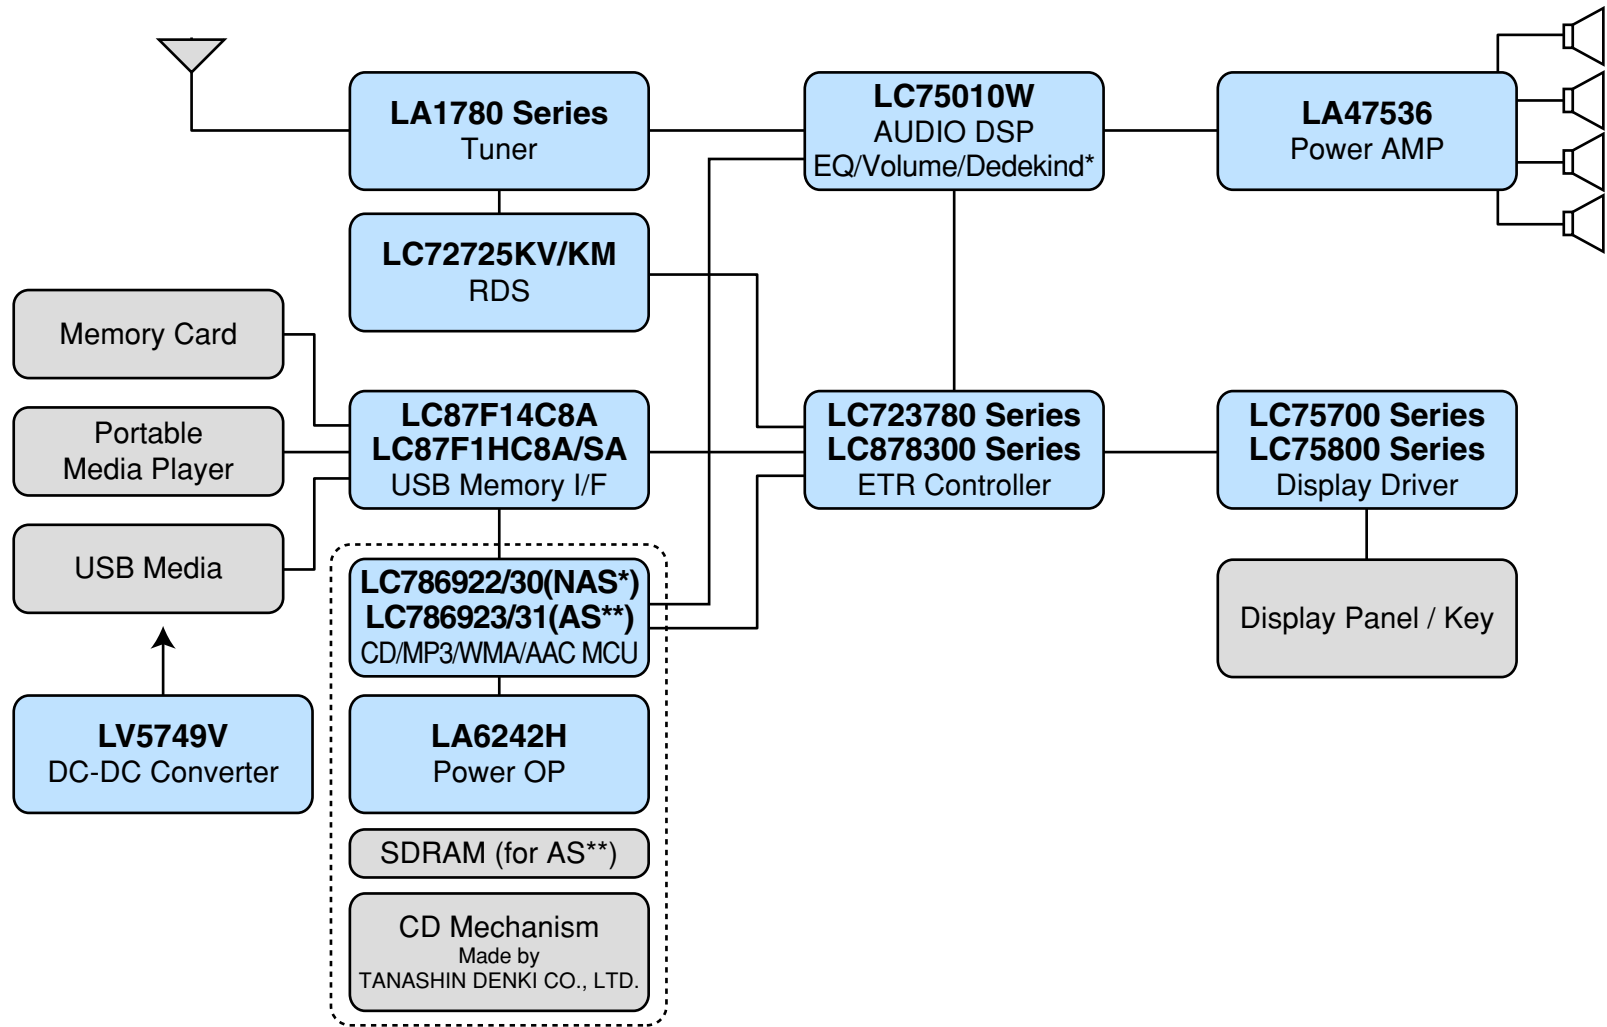 LA1780 Series
Tuner
LC75010W
AUDIO DSP
EQ/Volume/Dedekind*
LA47536
Power AMP
LC72725KV/KM
RDS
Memory Card
Portable
Media Player
USB Media
LC87F14C8A
LC87F1HC8A/SA
USB Memory I/F
LC723780 Series
LC878300 Series
ETR Controller
LC75700 Series
LC75800 Series
Display Driver
LC786922/30(NAS*)
LC786923/31(AS**)
CD/MP3/WMA/AAC MCU
Display Panel / Key
LV5749V
DC-DC Converter
LA6242H
Power OP
SDRAM (for AS**)
CD Mechanism
Made by
TANASHIN DENKI CO., LTD.